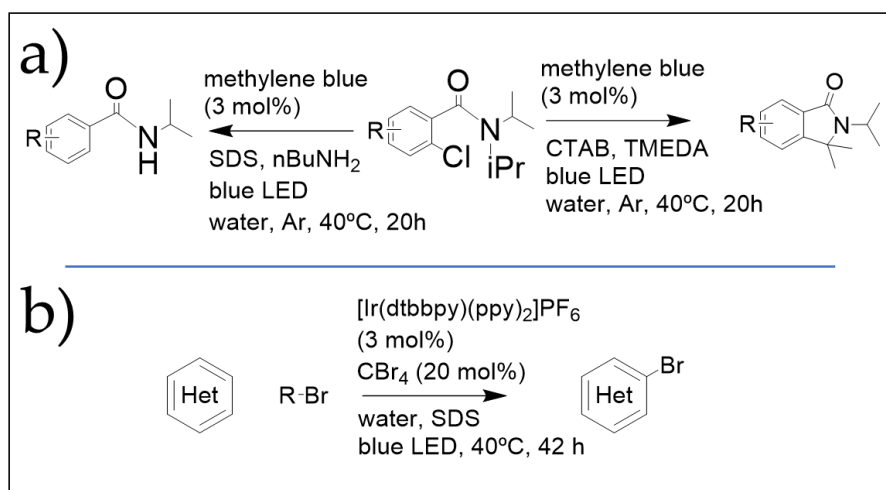 a)
O
R
N
H
methylene blue
(3 mol%)
SDS, nBuNH2
blue LED
water, Ar, 40ºC, 20h
O
R
N
Cl
iPr
methylene blue
(3 mol%)
CTAB, TMEDA
blue LED
water, Ar, 40ºC, 20h
O
R
N
b)
Het
R-Br
[Ir(dtbbpy)(ppy)2]PF6
(3 mol%)
CBr4 (20 mol%)
water, SDS
blue LED, 40ºC, 42 h
Br
Het